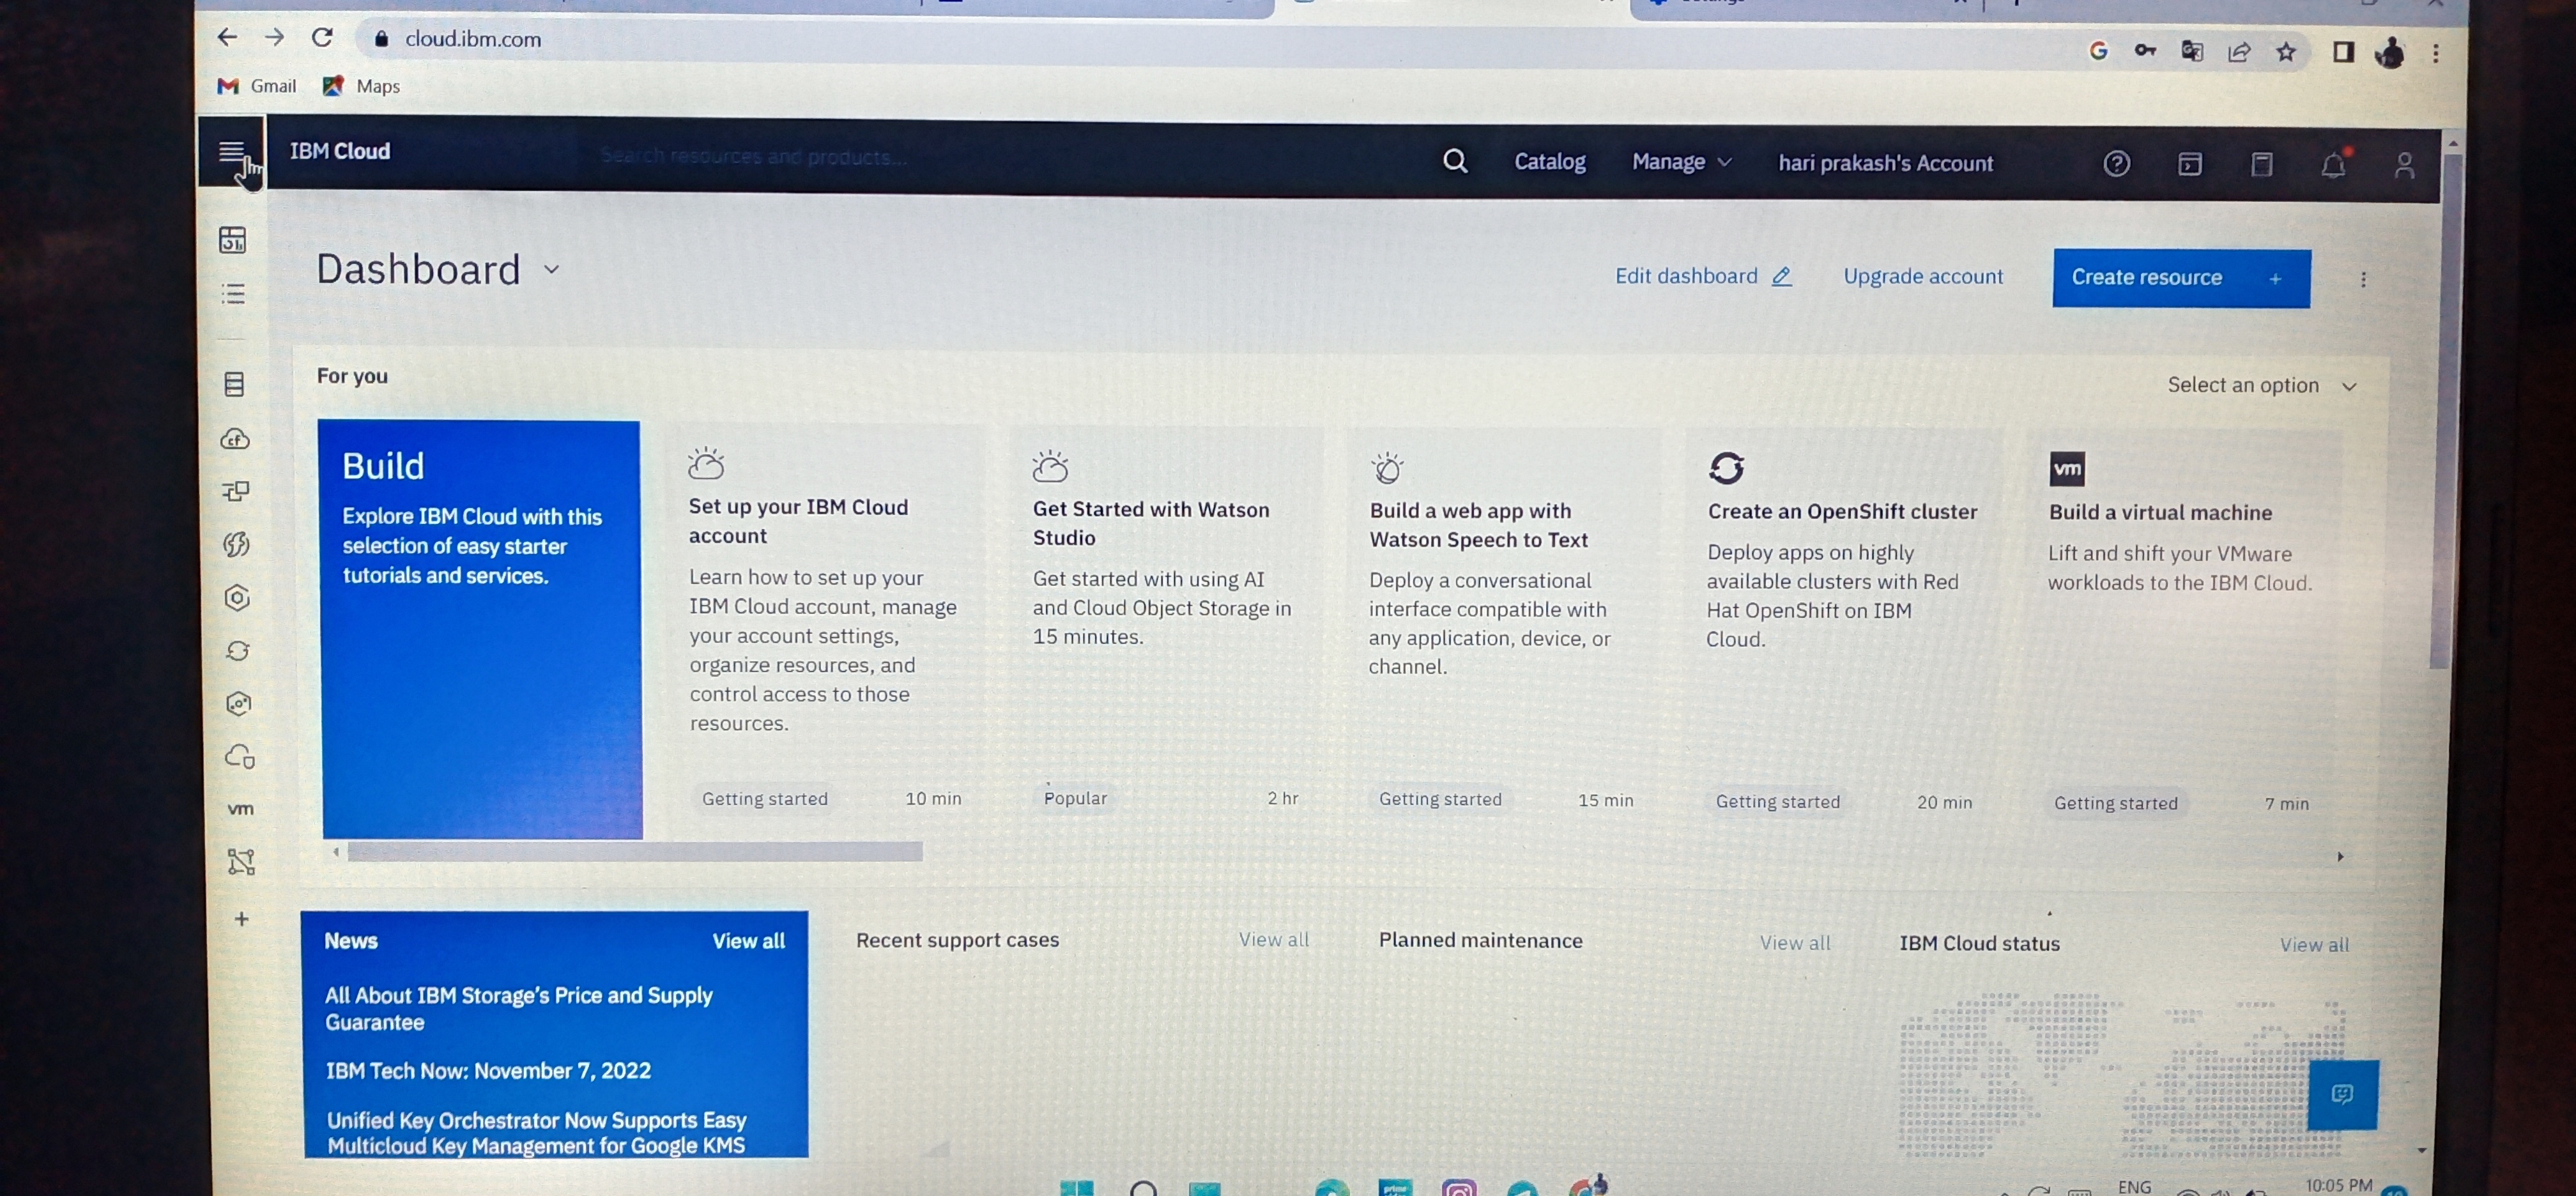 cloud.ibm.com
Gmail
Maps
IBM Cloud
Search resources and products...
Catalog
Manage
hari prakash's Account
Dashboard
Edit dashboard
Upgrade account
Create resource +
For you
Select an option
Build
Explore IBM Cloud with this
selection of easy starter
tutorials and services.
Set up your IBM Cloud
account
Learn how to set up your
IBM Cloud account, manage
your account settings,
organize resources, and
control access to those
resources.
Getting started
10 min
Get Started with Watson
Studio
Get started with using AI
and Cloud Object Storage in
15 minutes.
Popular
2 hr
Build a web app with
Watson Speech to Text
Deploy a conversational
interface compatible with
any application, device, or
channel.
Getting started
15 min
Create an OpenShift cluster
Deploy apps on highly
available clusters with Red
Hat OpenShift on IBM
Cloud.
Getting started
20 min
vm
Build a virtual machine
Lift and shift your VMware
workloads to the IBM Cloud.
Getting started
7 min
vm
News
View all
All About IBM Storage's Price and Supply
Guarantee
IBM Tech Now: November 7, 2022
Unified Key Orchestrator Now Supports Easy
Multicloud Key Management for Google KMS
Recent support cases
View all
Planned maintenance
View all
IBM Cloud status
View all
prime
ENG
10:05 PM